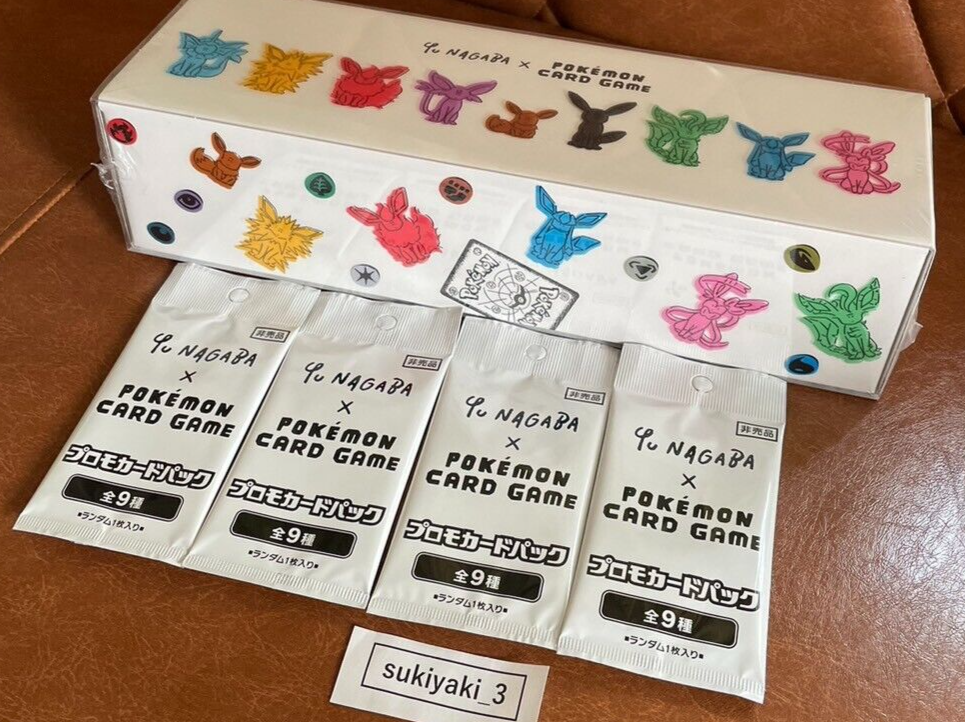 Yu NAGABA × POKÉMON
CARD GAME
Pokémon
Pokémon
非売品
Yu NAGABA
×
POKÉMON
CARD GAME
プロモカードパック
全9種
■ランダム1枚入り■
非売品
Yu NAGABA
×
POKÉMON
CARD GAME
プロモカードパック
全9種
■ランダム1枚入り■
非売品
Yu NAGABA
×
POKÉMON
CARD GAME
プロモカードパック
全9種
■ランダム1枚入り■
非売品
Yu NAGABA
×
POKÉMON
CARD GAME
プロモカードパック
全9種
■ランダム1枚入り■
sukiyaki_3